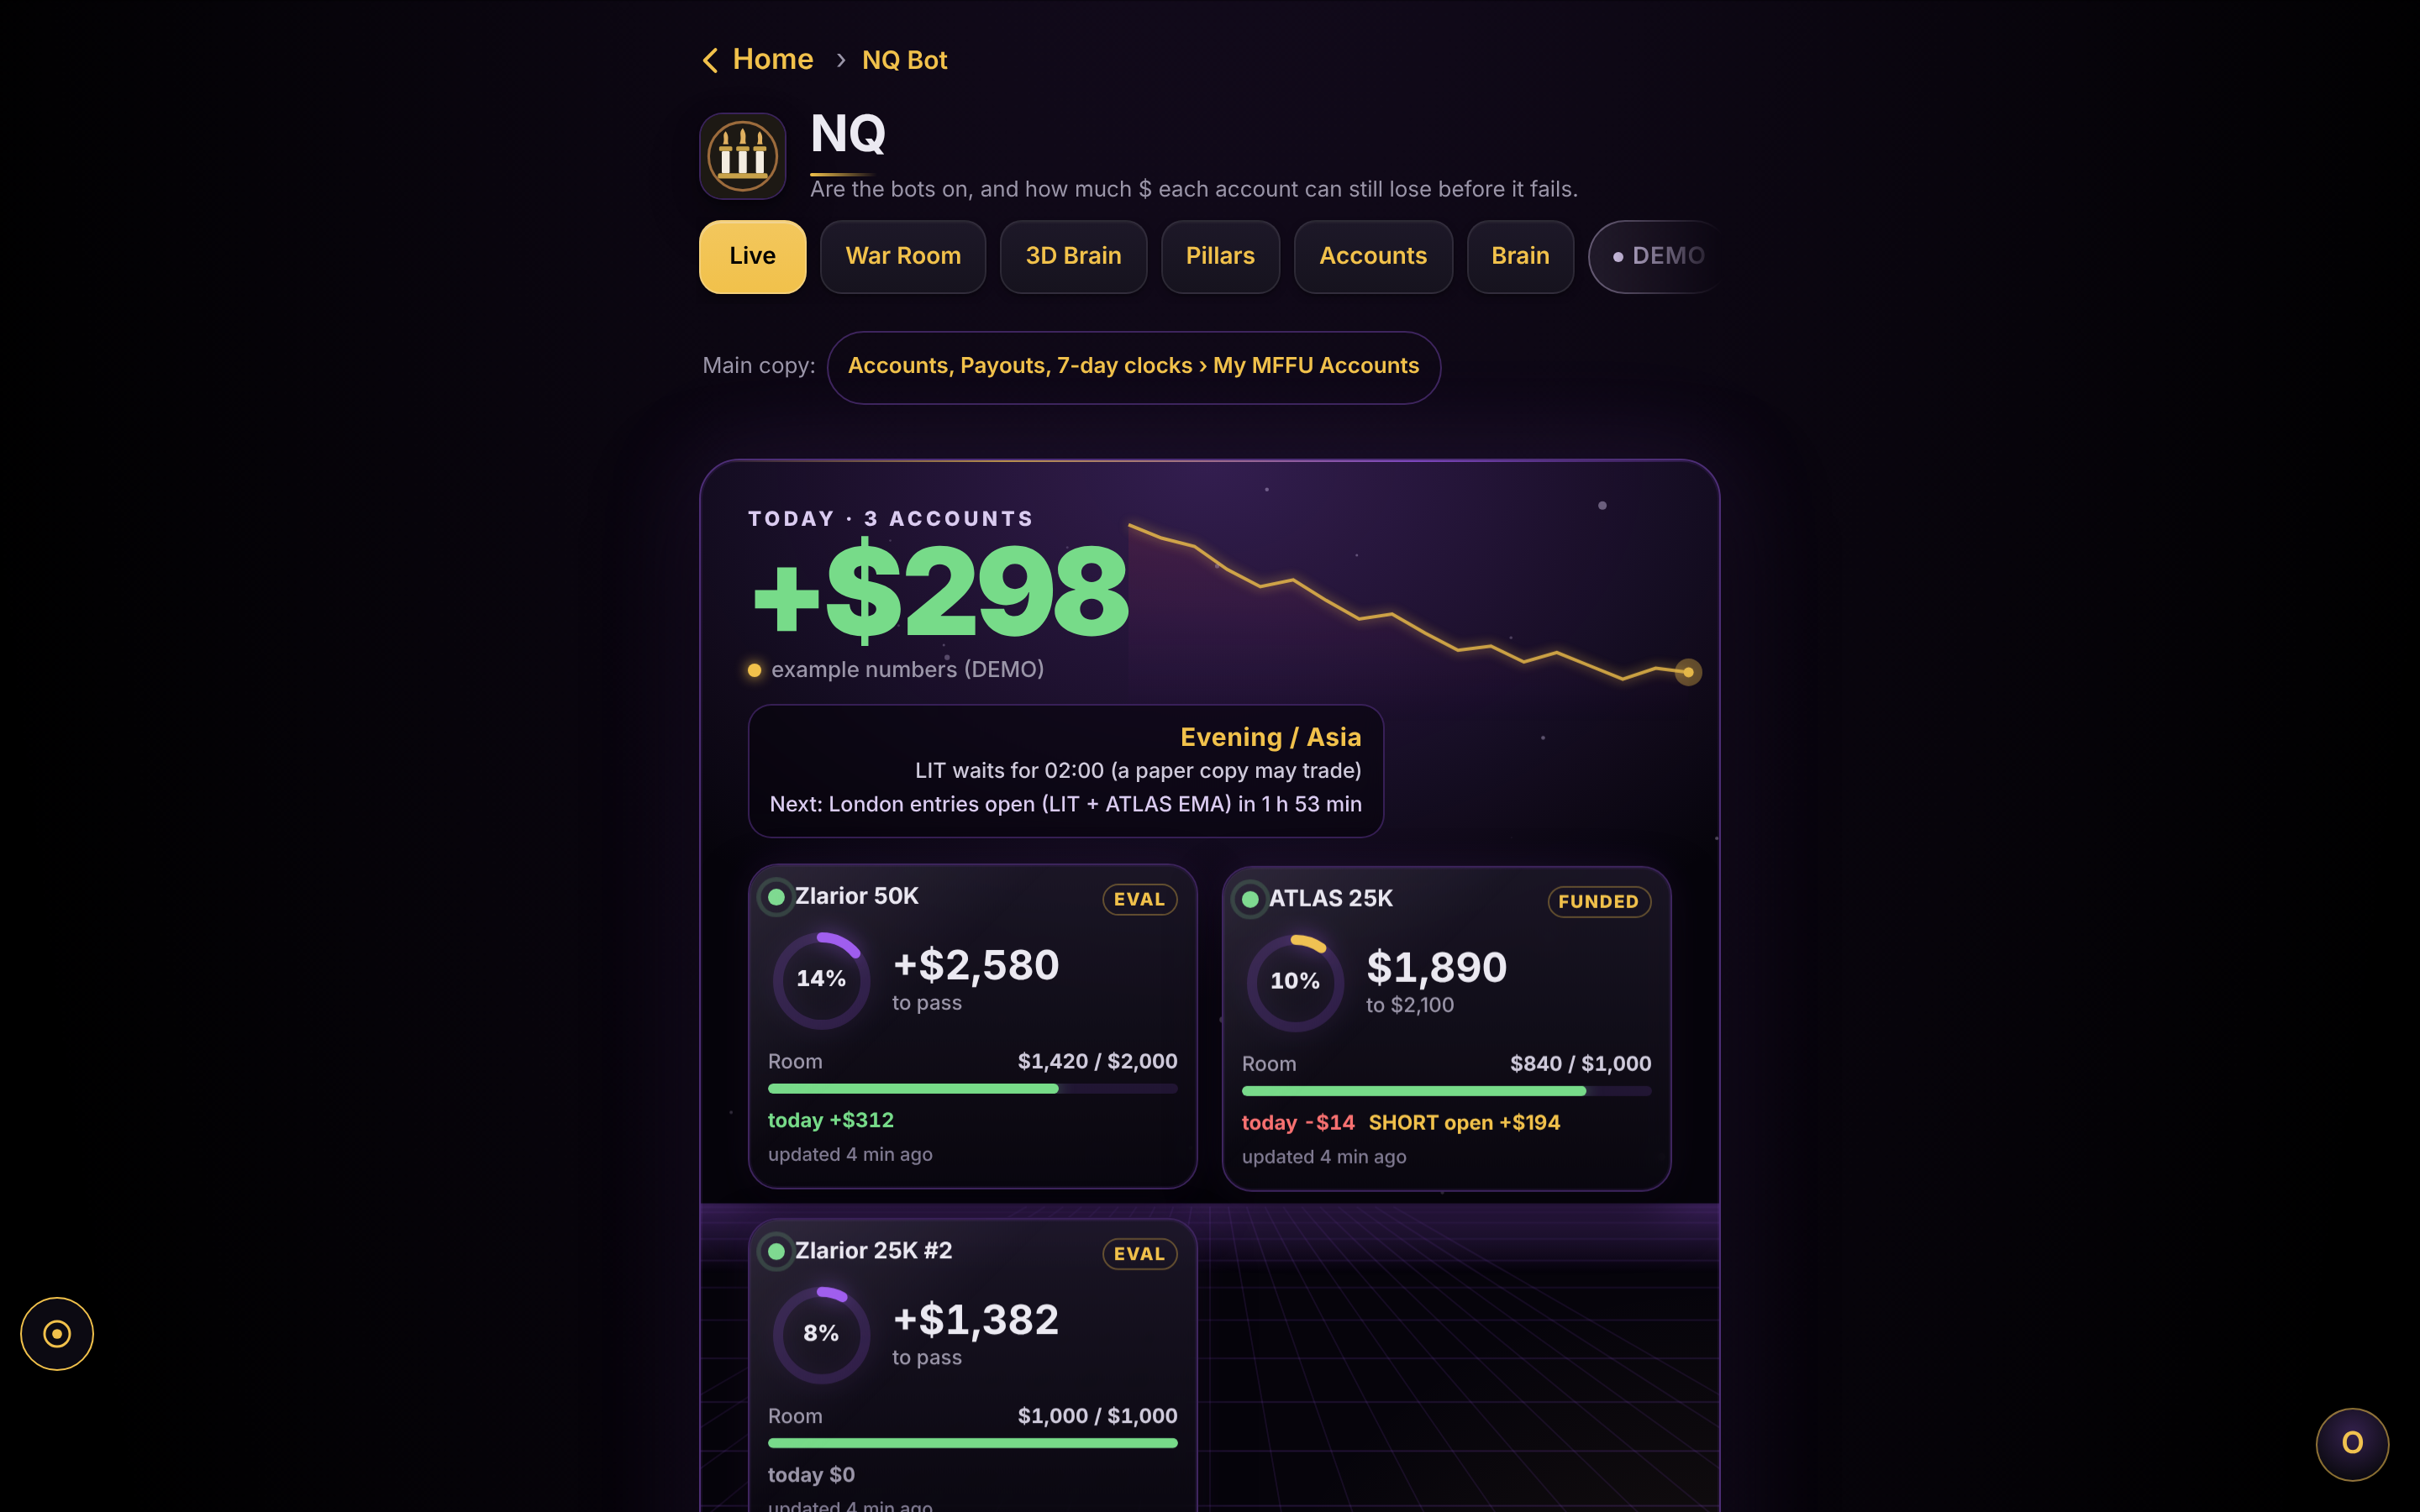 Home › NQ Bot
NQ
Are the bots on, and how much $ each account can still lose before it fails.
Live
War Room
3D Brain
Pillars
Accounts
Brain
DEMO
Main copy:
Accounts, Payouts, 7-day clocks › My MFFU Accounts
TODAY · 3 ACCOUNTS
+$298
example numbers (DEMO)
Evening / Asia
LIT waits for 02:00 (a paper copy may trade)
Next: London entries open (LIT + ATLAS EMA) in 1 h 53 min
Zlarior 50K
EVAL
14%
+$2,580
to pass
Room
$1,420 / $2,000
today +$312
updated 4 min ago
ATLAS 25K
FUNDED
10%
$1,890
to $2,100
Room
$840 / $1,000
today -$14 SHORT open +$194
updated 4 min ago
Zlarior 25K #2
EVAL
8%
+$1,382
to pass
Room
$1,000 / $1,000
today $0
updated 4 min ago
O